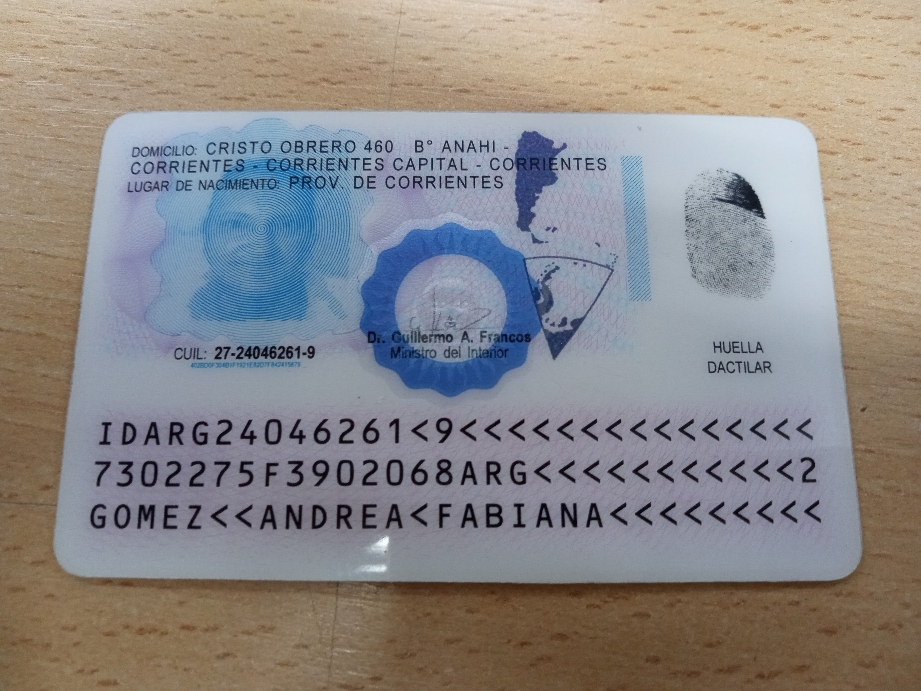 DOMICILIO: CRISTO OBRERO 460 B° ANAHI -
CORRIENTES - CORRIENTES CAPITAL - CORRIENTES
LUGAR DE NACIMIENTO: PROV. DE CORRIENTES
CUIL: 27-24046261-9
Dr. Guillermo A. Francos
Ministro del Interior
HUELLA
DACTILAR
IDARG24046261<9<<<<<<<<<<<<<<<
7302275F3902068ARG<<<<<<<<<<<2
GOMEZ<<ANDREA<FABIANA<<<<<<<<<